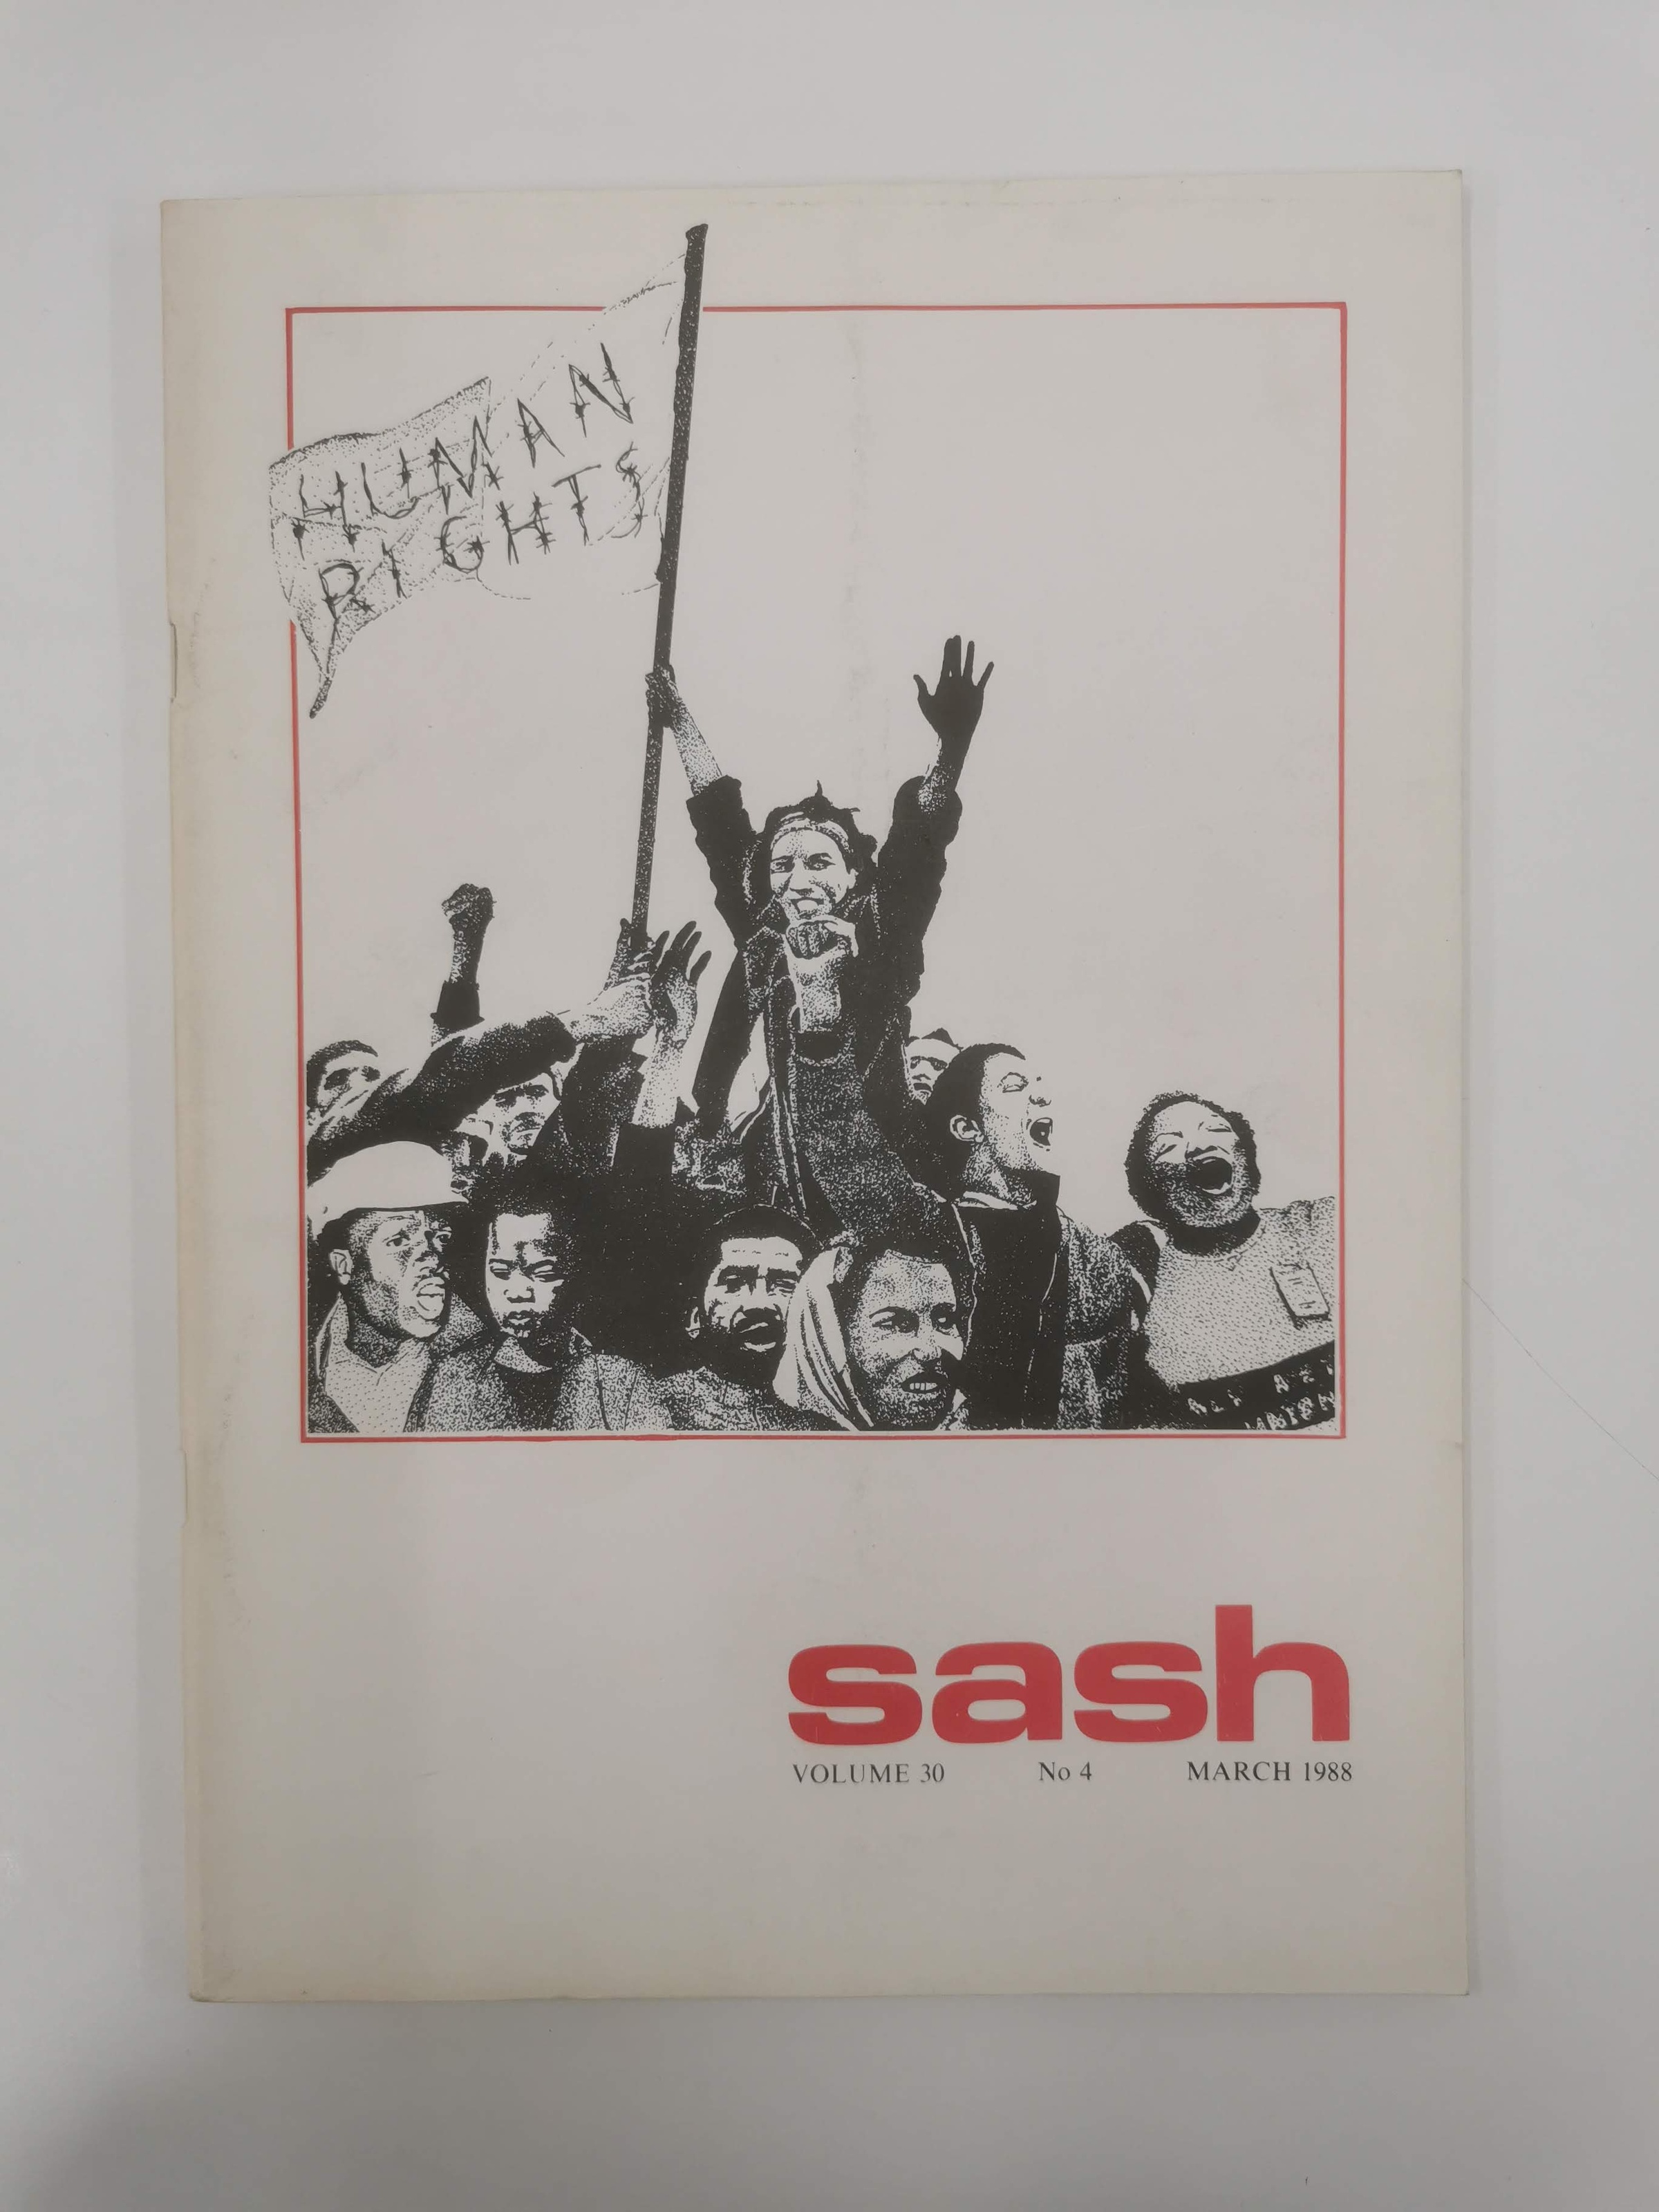 HUMAN
RIGHTS
sash
VOLUME 30 No 4 MARCH 1988